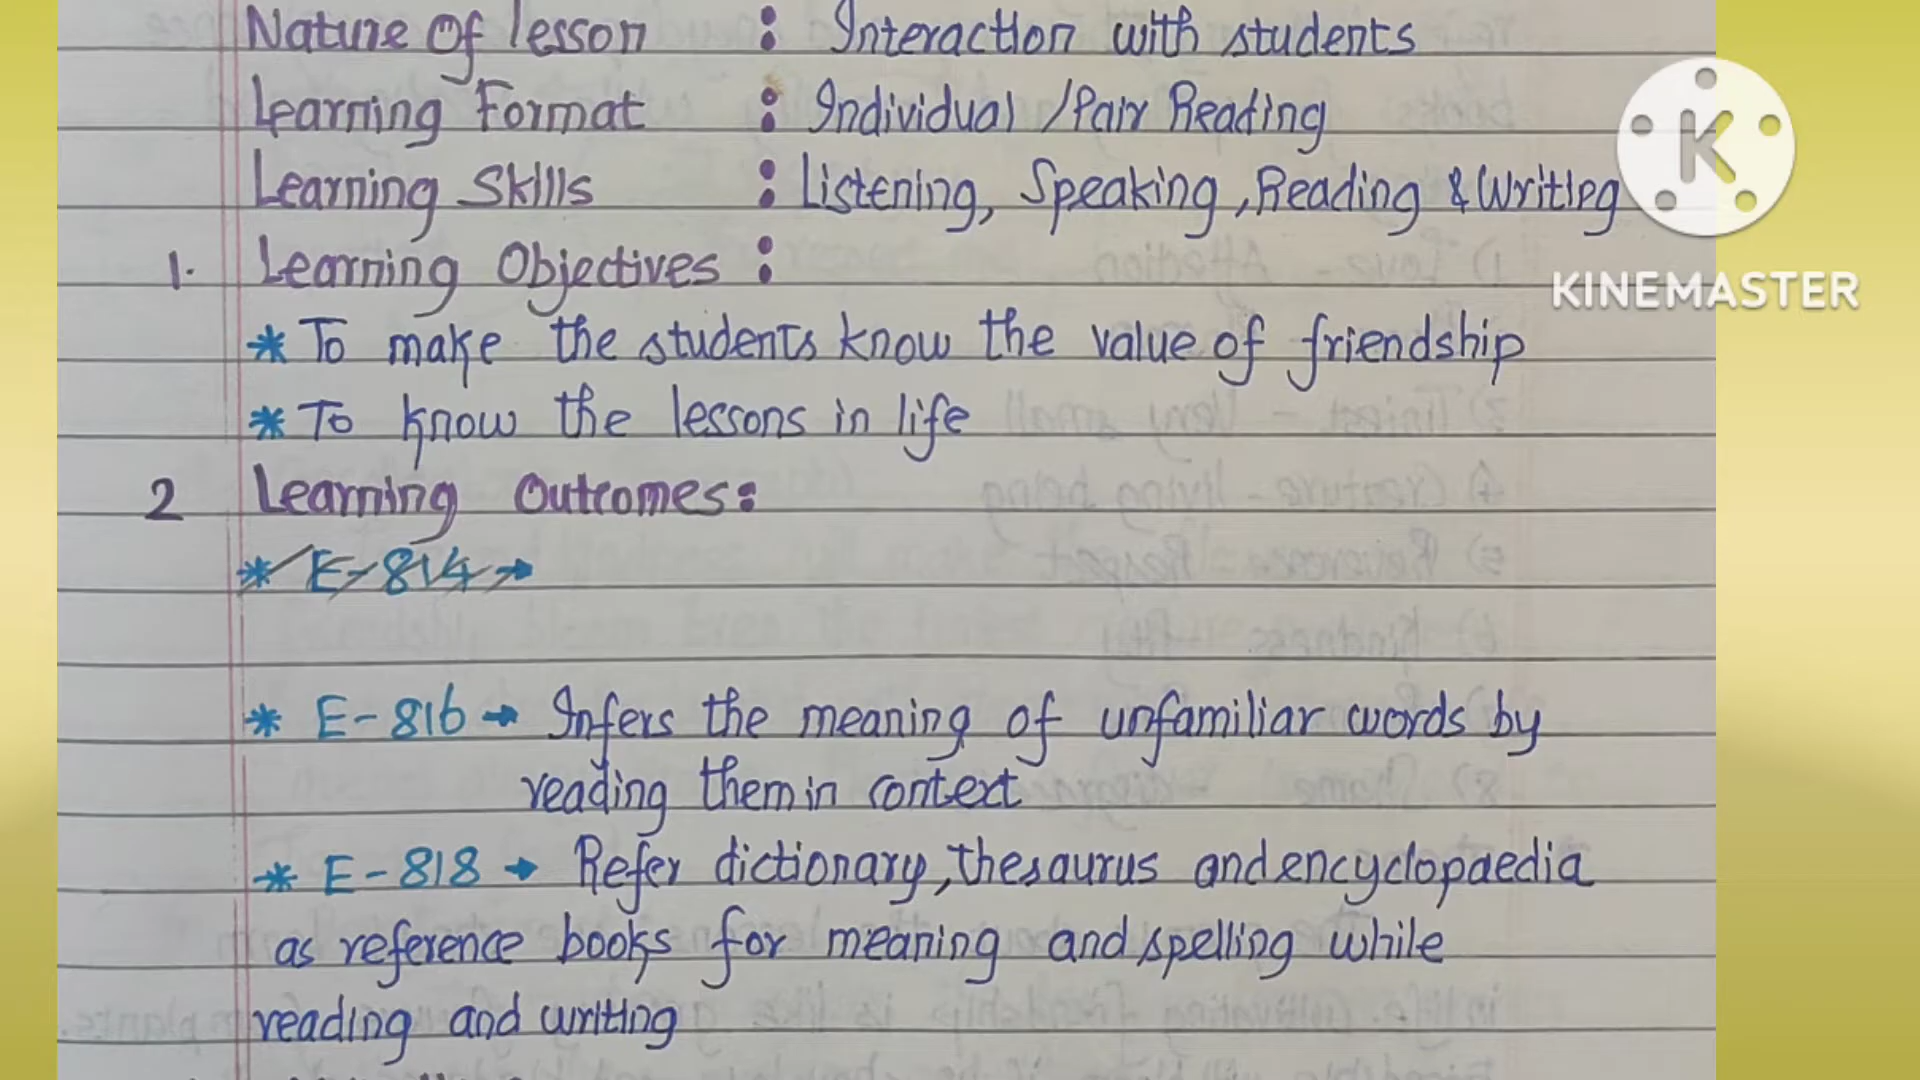 Nature Of lesson : Interaction with students
Learning Format : Individual /Pair Reading
Learning Skills : Listening, Speaking, Reading & Writing
1. Learning Objectives :
* To make the students know the value of friendship
* To know the lessons in life
2 Learning Outcomes:
* E-814 →
* E-816 → Infers the meaning of unfamiliar words by
reading them in context
* E-818 → Refer dictionary, thesaurus and encyclopaedia
as reference books for meaning and spelling while
reading and writing
K
KINEMASTER